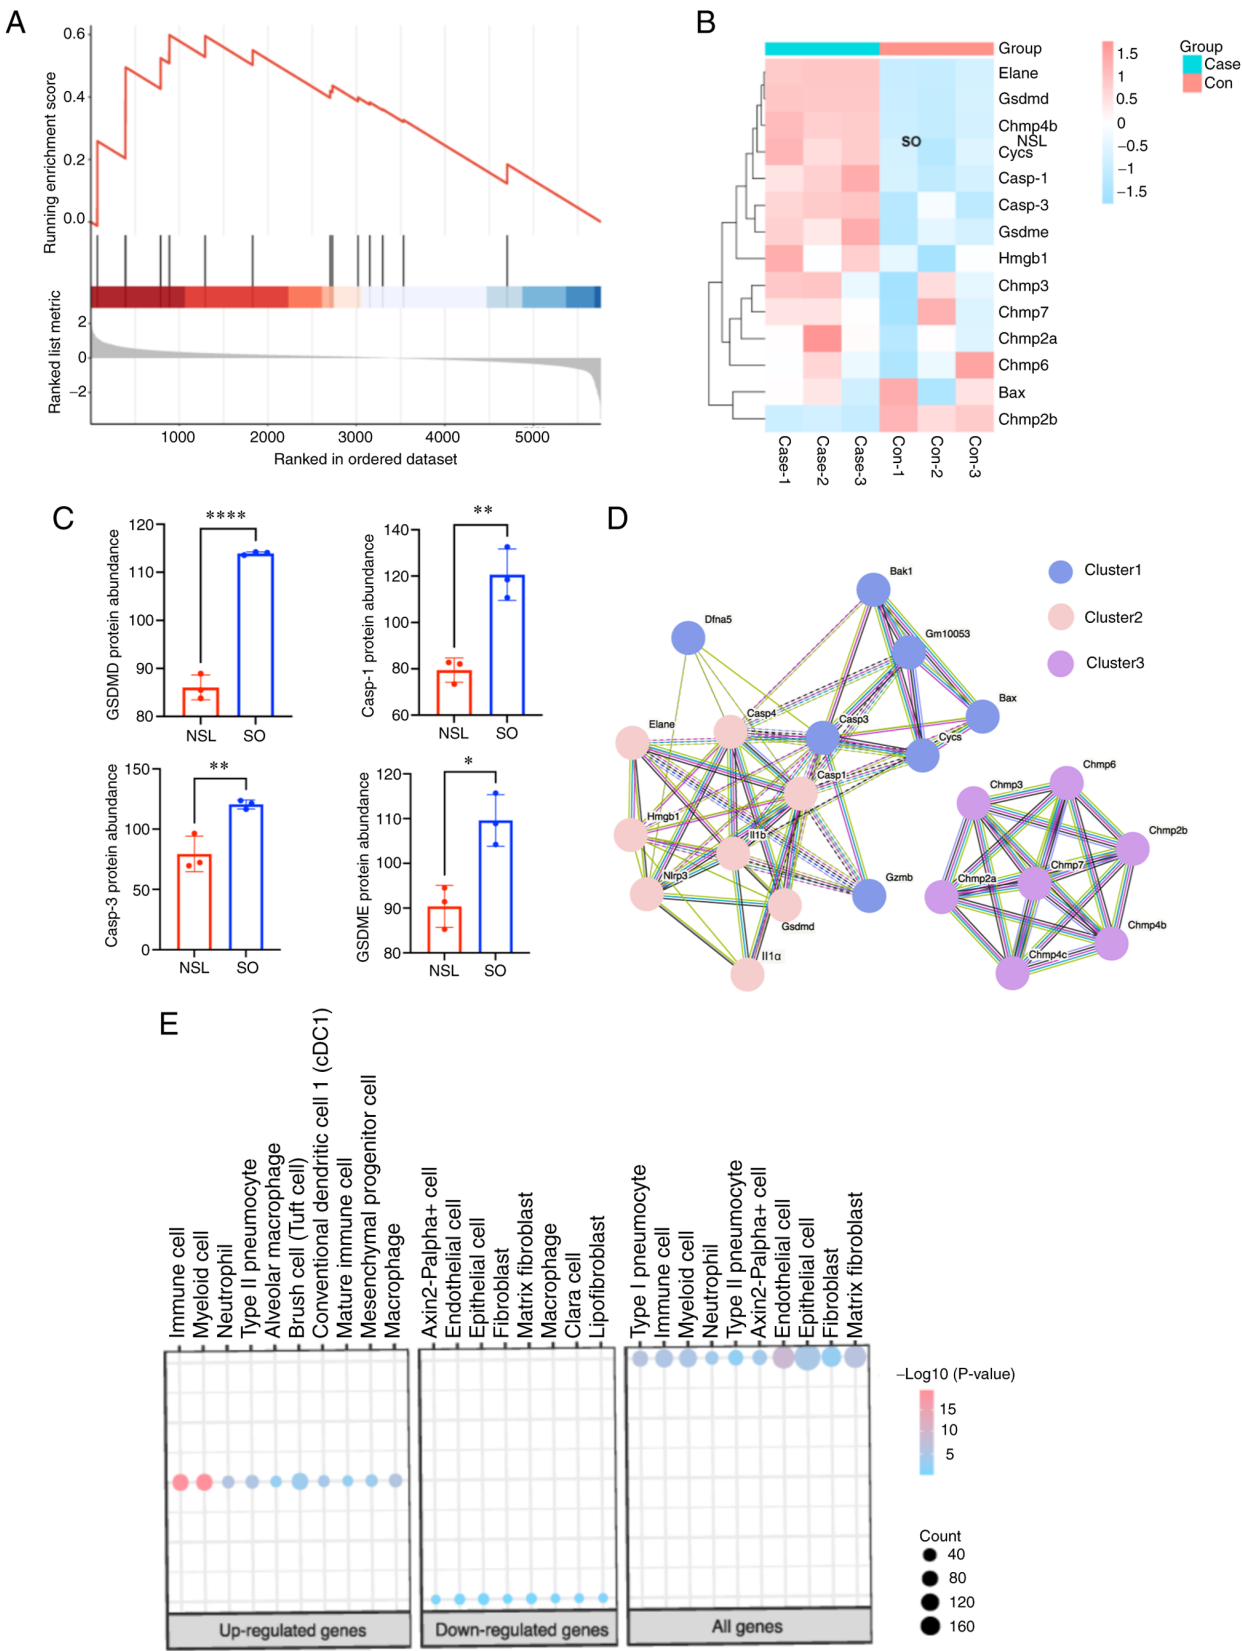 A
Running enrichment score
0.6
0.4
0.2
0.0
Ranked list metric
2
0
−2
1000
2000
3000
4000
5000
Ranked in ordered dataset
B
Group
Elane
Gsdmd
Chmp4b
SO
NSL
Cycs
Casp-1
Casp-3
Gsdme
Hmgb1
Chmp3
Chmp7
Chmp2a
Chmp6
Bax
Chmp2b
Case-1
Case-2
Case-3
Con-1
Con-2
Con-3
1.5
1
0.5
0
−0.5
−1
−1.5
Group
Case
Con
C
GSDMD protein abundance
120
110
100
90
80
****
NSL
SO
Casp-1 protein abundance
140
120
100
80
60
**
NSL
SO
Casp-3 protein abundance
150
100
50
0
**
NSL
SO
GSDME protein abundance
120
110
100
90
80
*
NSL
SO
D
Bak1
Dfna5
Gm10053
Bax
Elane
Casp4
Casp3
Cycs
Casp1
Hmgb1
Il1b
Nlrp3
Gzmb
Gsdmd
Il1α
Chmp6
Chmp3
Chmp2b
Chmp7
Chmp2a
Chmp4b
Chmp4c
Cluster1
Cluster2
Cluster3
E
Immune cell
Myeloid cell
Neutrophil
Type II pneumocyte
Alveolar macrophage
Brush cell (Tuft cell)
Conventional dendritic cell 1 (cDC1)
Mature immune cell
Mesenchymal progenitor cell
Macrophage
Axin2-Palpha+ cell
Endothelial cell
Epithelial cell
Fibroblast
Matrix fibroblast
Macrophage
Clara cell
Lipofibroblast
Type I pneumocyte
Immune cell
Myeloid cell
Neutrophil
Type II pneumocyte
Axin2-Palpha+ cell
Endothelial cell
Epithelial cell
Fibroblast
Matrix fibroblast
Up-regulated genes
Down-regulated genes
All genes
−Log10 (P-value)
15
10
5
Count
40
80
120
160